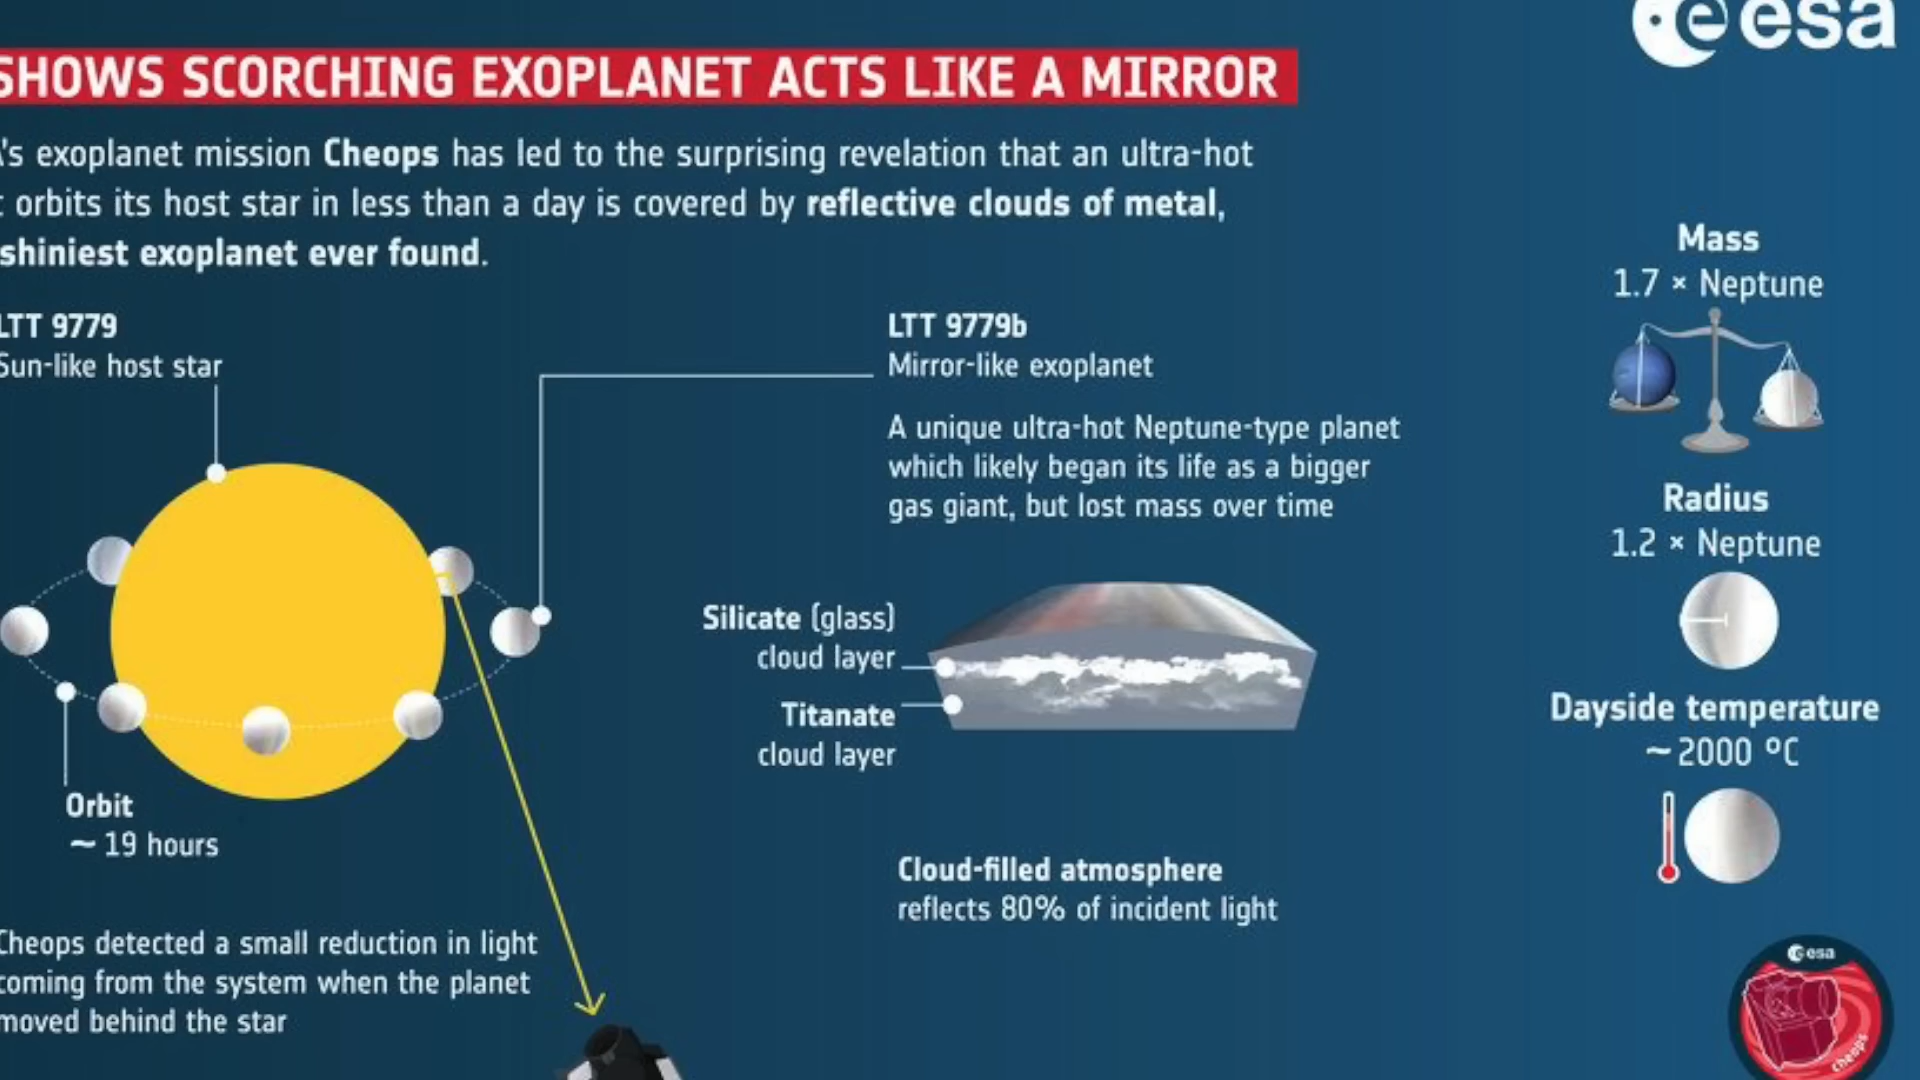 esa
SHOWS SCORCHING EXOPLANET ACTS LIKE A MIRROR
's exoplanet mission Cheops has led to the surprising revelation that an ultra-hot
orbits its host star in less than a day is covered by reflective clouds of metal,
shiniest exoplanet ever found.
LTT 9779
Sun-like host star
LTT 9779b
Mirror-like exoplanet
A unique ultra-hot Neptune-type planet
which likely began its life as a bigger
gas giant, but lost mass over time
Silicate (glass)
cloud layer
Titanate
cloud layer
Orbit
~ 19 hours
Cloud-filled atmosphere
reflects 80% of incident light
Cheops detected a small reduction in light
coming from the system when the planet
moved behind the star
Mass
1.7 × Neptune
Radius
1.2 × Neptune
Dayside temperature
~2000 °C
esa
cheops